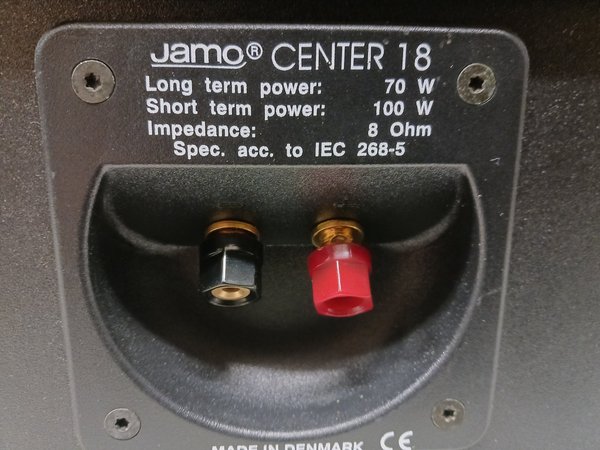 Jamo® CENTER 18
Long term power: 70 W
Short term power: 100 W
Impedance: 8 Ohm
Spec. acc. to IEC 268-5
MADE IN DENMARK CE